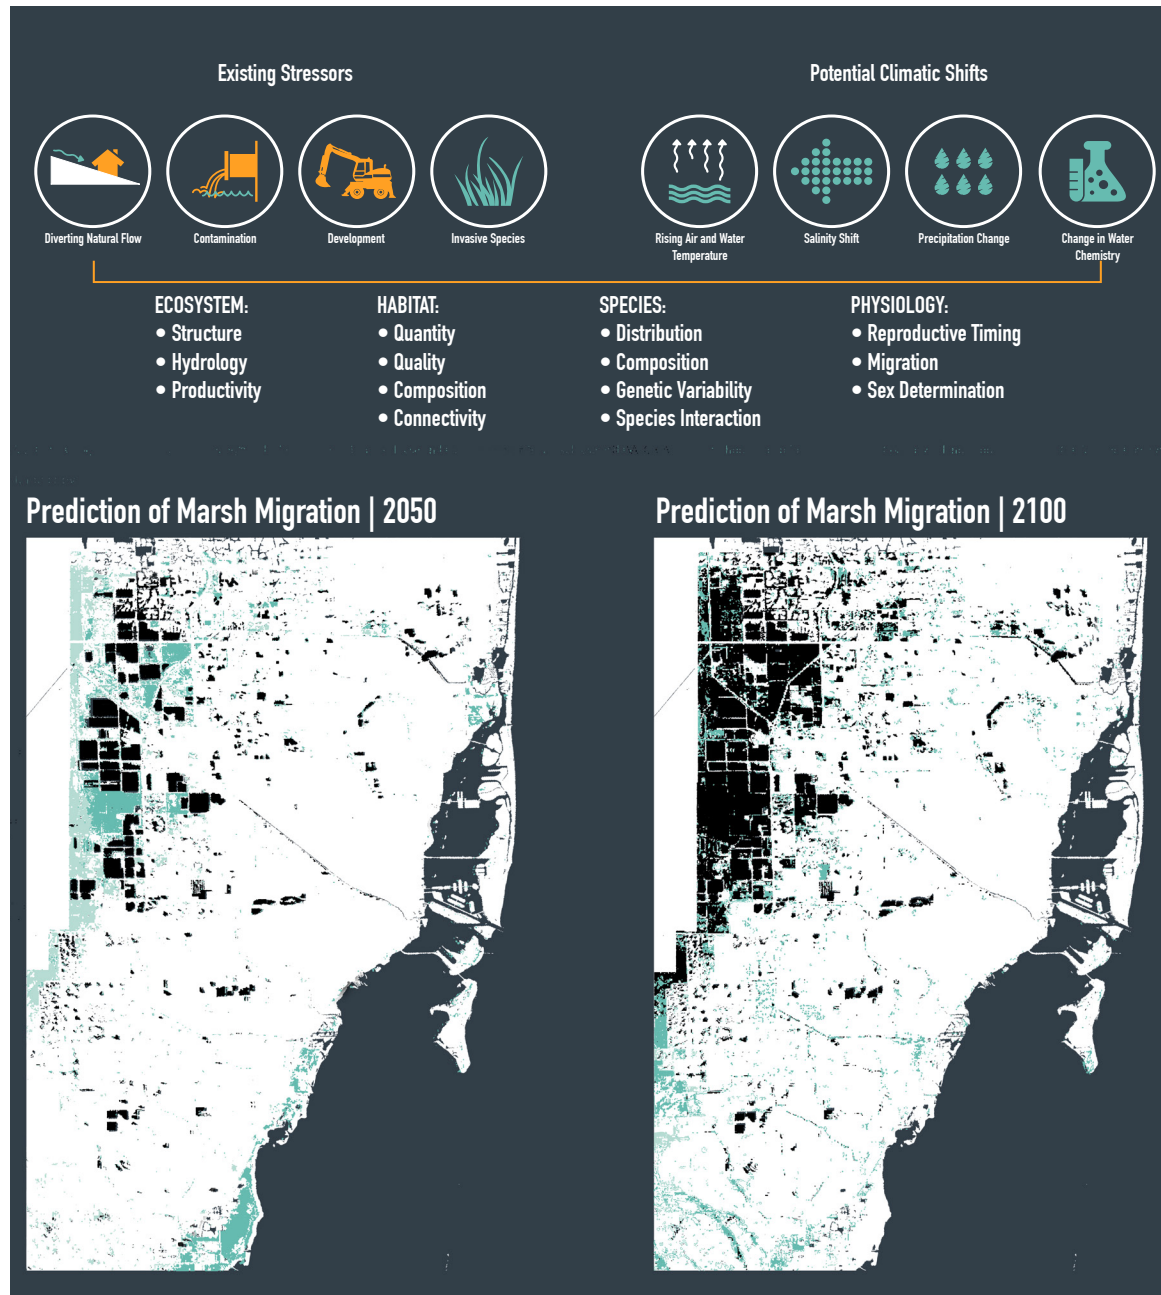 Existing Stressors
Potential Climatic Shifts
Diverting Natural Flow
Contamination
Development
Invasive Species
Rising Air and Water
Temperature
Salinity Shift
Precipitation Change
Change in Water
Chemistry
ECOSYSTEM:
• Structure
• Hydrology
• Productivity
HABITAT:
• Quantity
• Quality
• Composition
• Connectivity
SPECIES:
• Distribution
• Composition
• Genetic Variability
• Species Interaction
PHYSIOLOGY:
• Reproductive Timing
• Migration
• Sex Determination
Prediction of Marsh Migration | 2050
Prediction of Marsh Migration | 2100